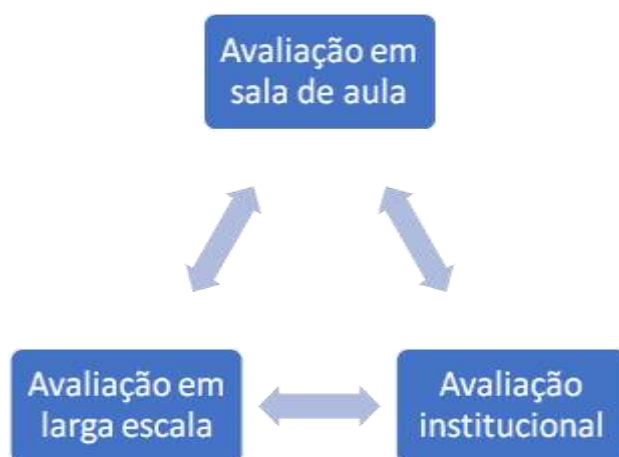 Avaliação em
sala de aula
Avaliação em
larga escala
Avaliação
institucional